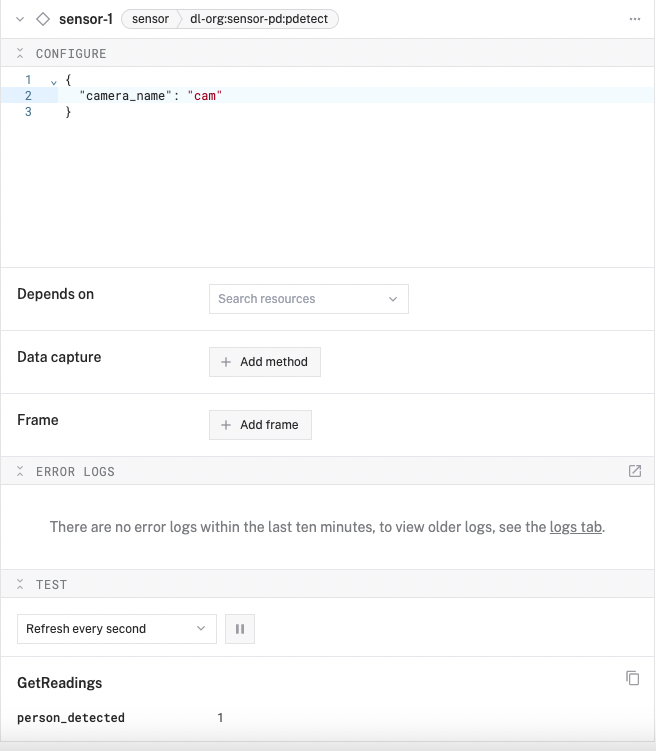 sensor-1 sensor dl-org:sensor-pd:pdetect ...
CONFIGURE
1 {
2 "camera_name": "cam"
3 }
Depends on Search resources
Data capture + Add method
Frame + Add frame
ERROR LOGS
There are no error logs within the last ten minutes, to view older logs, see the logs tab.
TEST
Refresh every second
GetReadings
person_detected 1